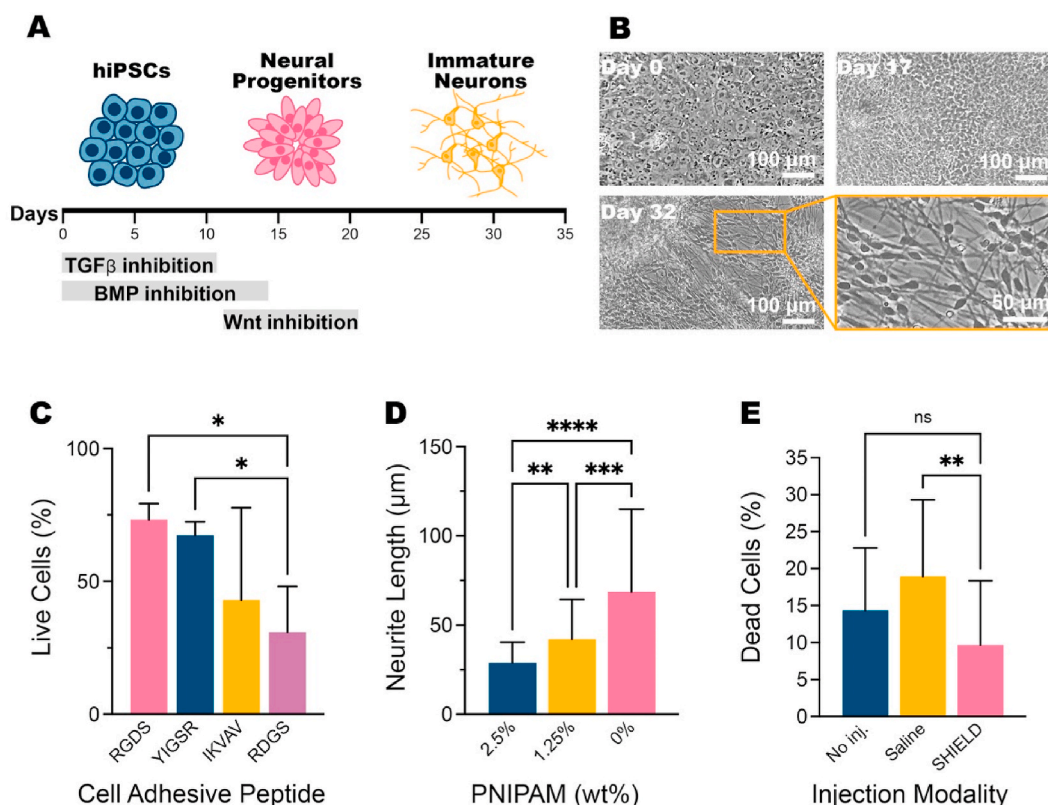 A
hiPSCs
Neural
Progenitors
Immature
Neurons
Days
0 5 10 15 20 25 30 35
TGFβ inhibition
BMP inhibition
Wnt inhibition
B
Day 0
100 μm
Day 17
100 μm
Day 32
100 μm
50 μm
C
*
*
Live Cells (%)
100
50
0
RGDS YIGSR IKVAV RDGS
Cell Adhesive Peptide
D
****
** ***
Neurite Length (μm)
150
100
50
0
2.5% 1.25% 0%
PNIPAM (wt%)
E
ns
**
Dead Cells (%)
35
30
25
20
15
10
5
0
No inj. Saline SHIELD
Injection Modality